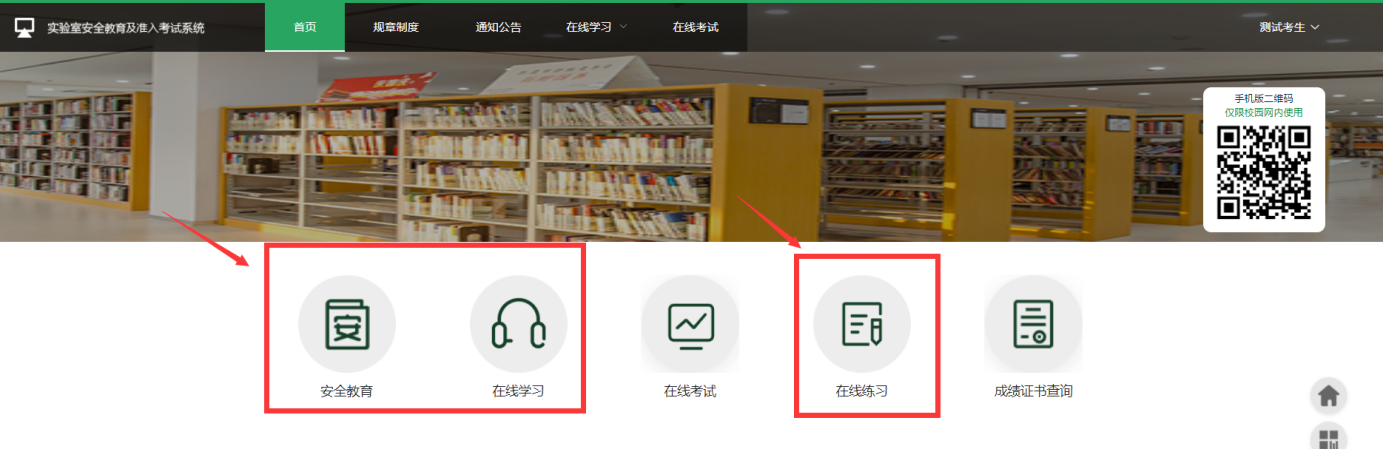 实验室安全教育及准入考试系统
首页
规章制度
通知公告
在线学习
在线考试
测试考生
手机版二维码
仅限校园网内使用
安
安全教育
在线学习
在线考试
在线练习
成绩证书查询